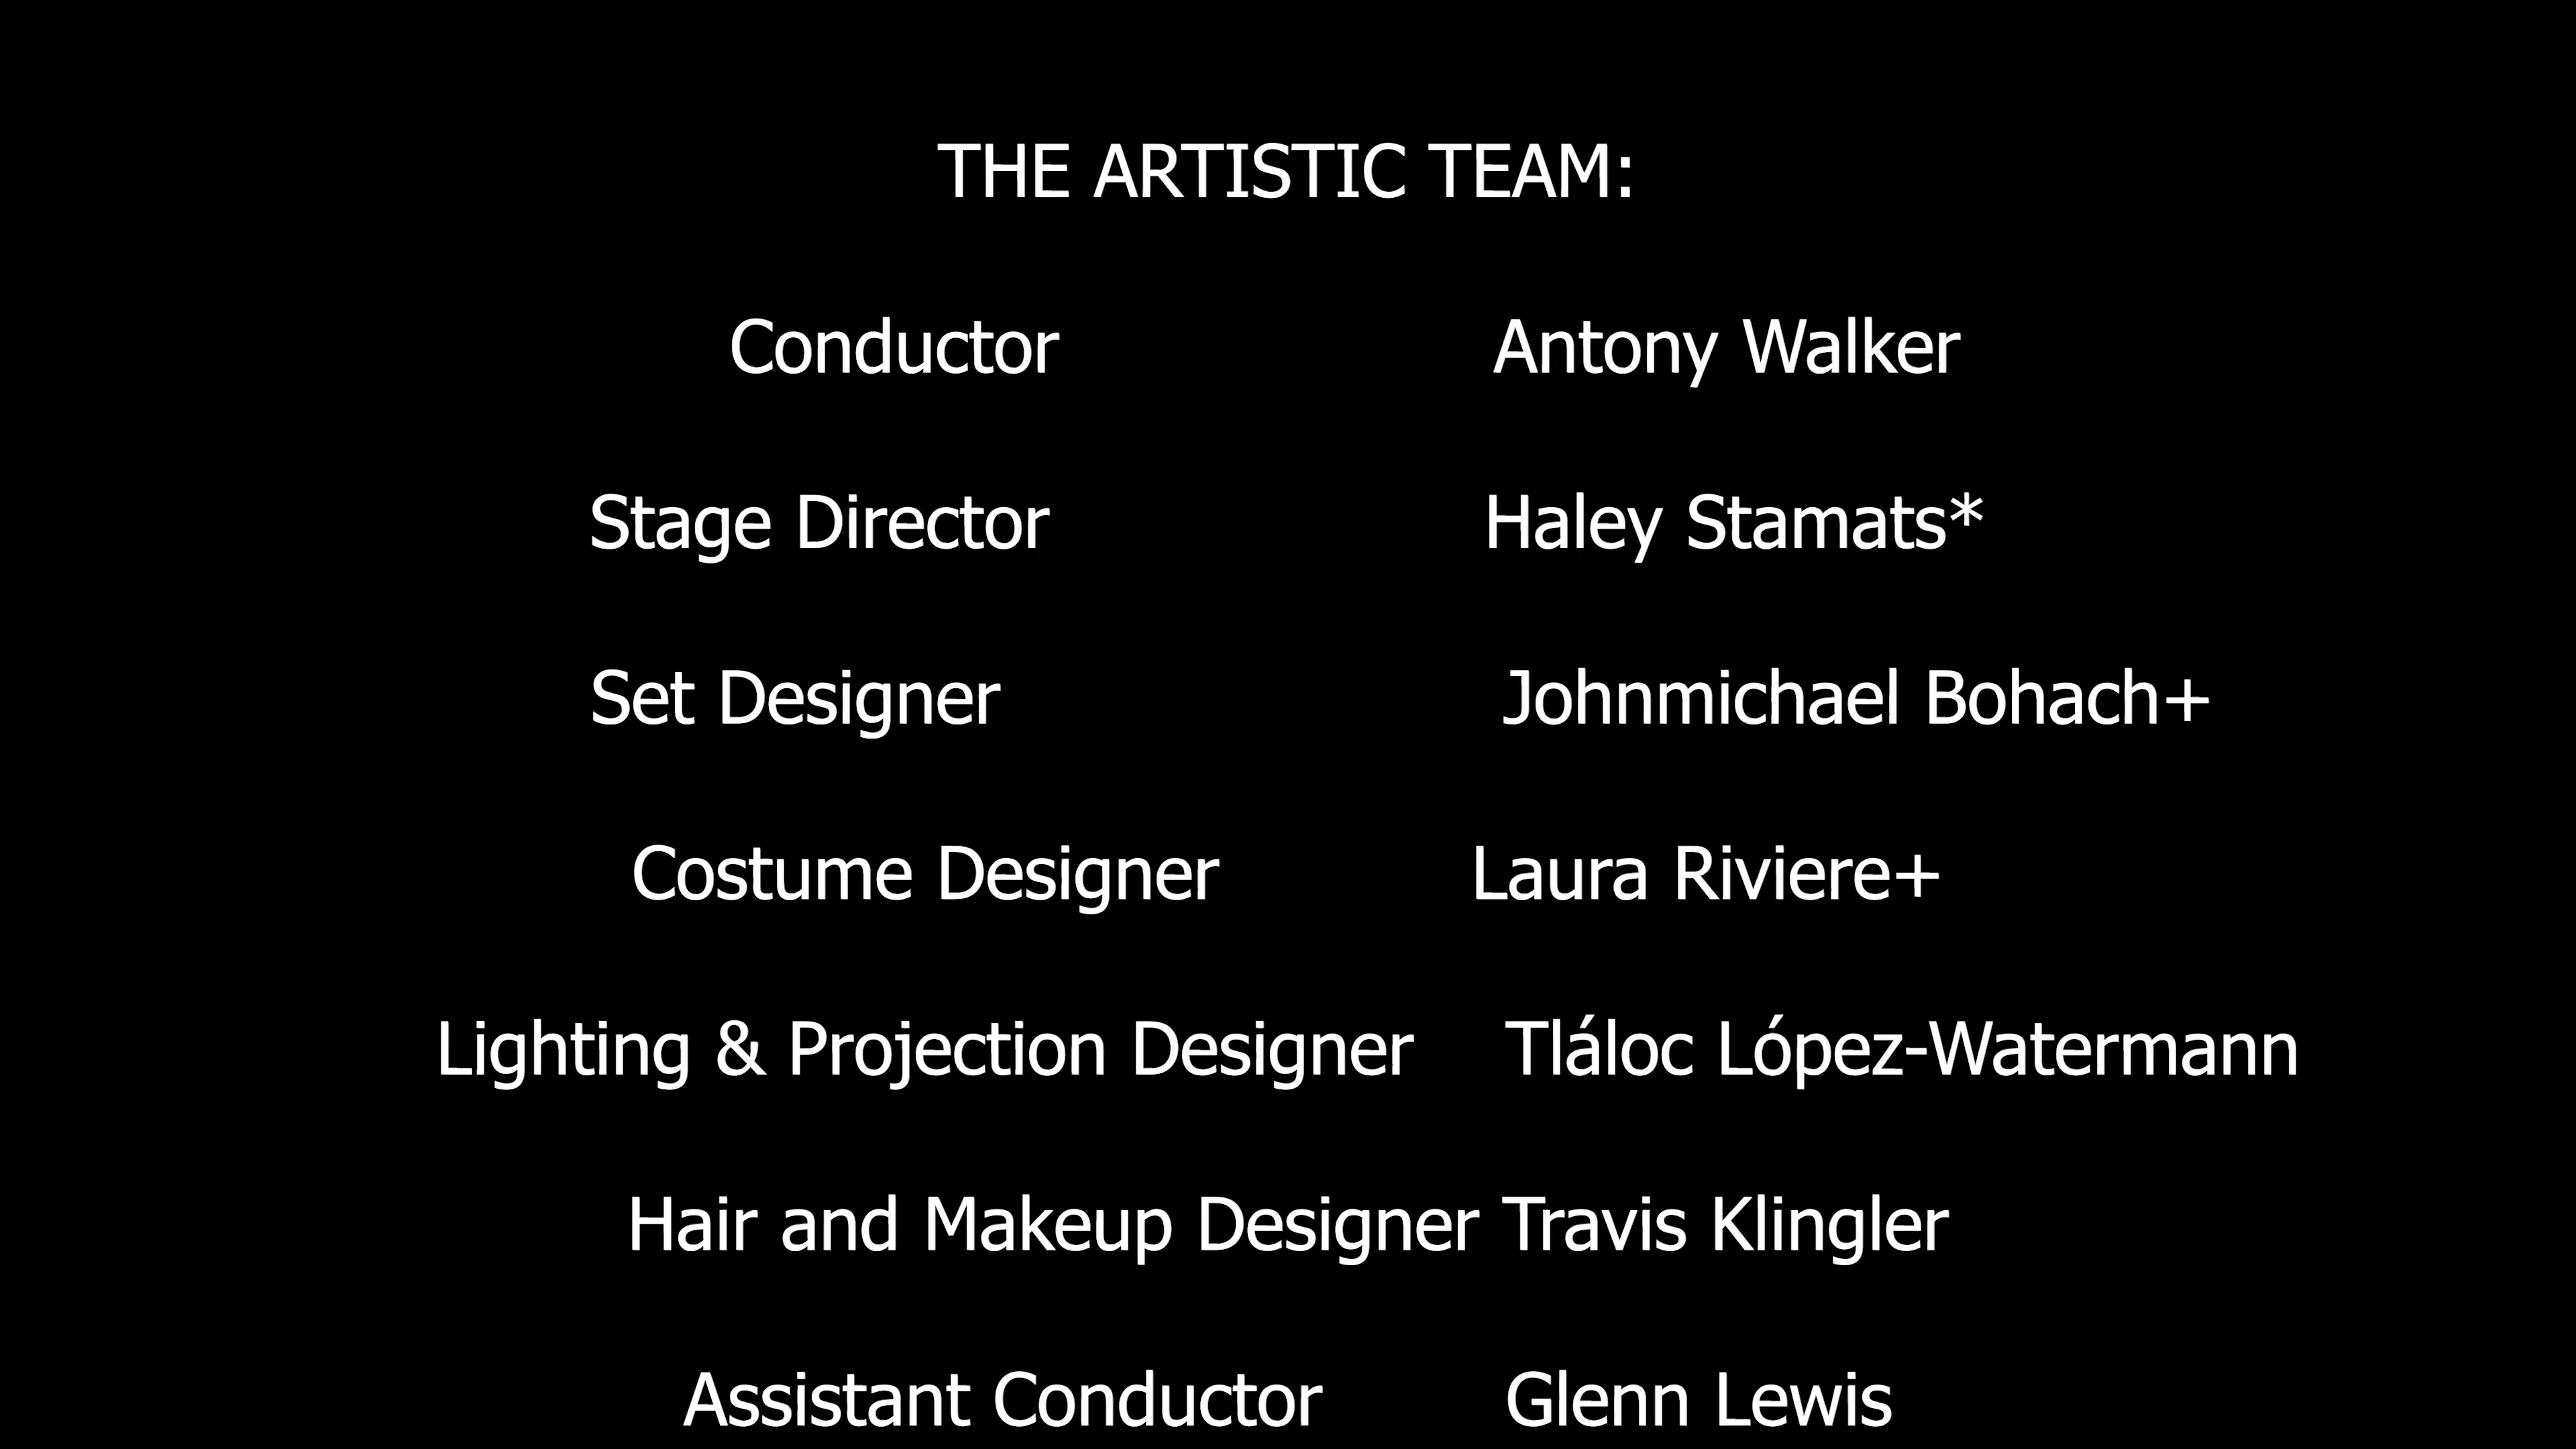 THE ARTISTIC TEAM:
Conductor Antony Walker
Stage Director Haley Stamats*
Set Designer Johnmichael Bohach+
Costume Designer Laura Riviere+
Lighting & Projection Designer Tláloc López-Watermann
Hair and Makeup Designer Travis Klingler
Assistant Conductor Glenn Lewis